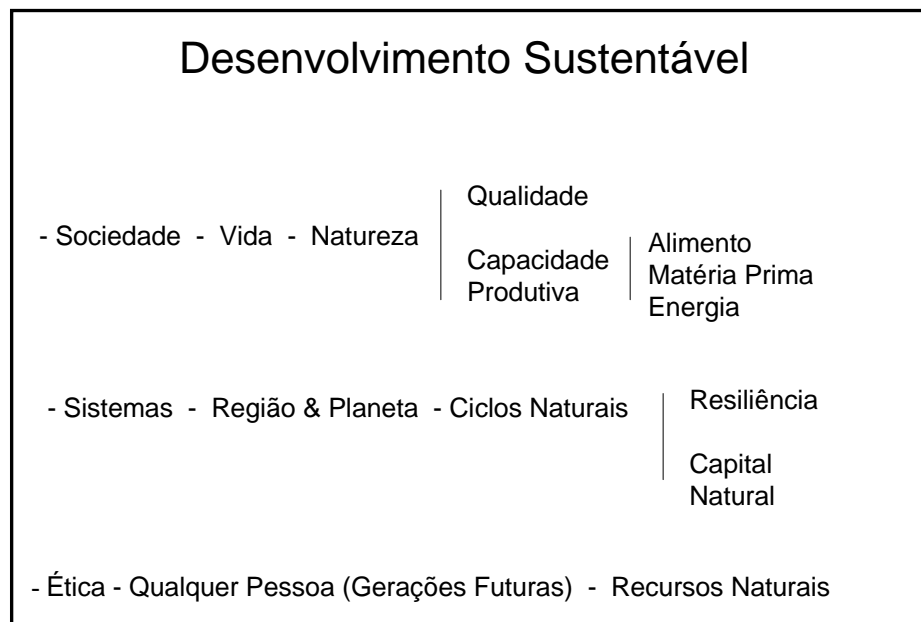 Desenvolvimento Sustentável
- Sociedade - Vida - Natureza
Qualidade
Capacidade
Produtiva
Alimento
Matéria Prima
Energia
- Sistemas - Região & Planeta - Ciclos Naturais
Resiliência
Capital
Natural
- Ética - Qualquer Pessoa (Gerações Futuras) - Recursos Naturais